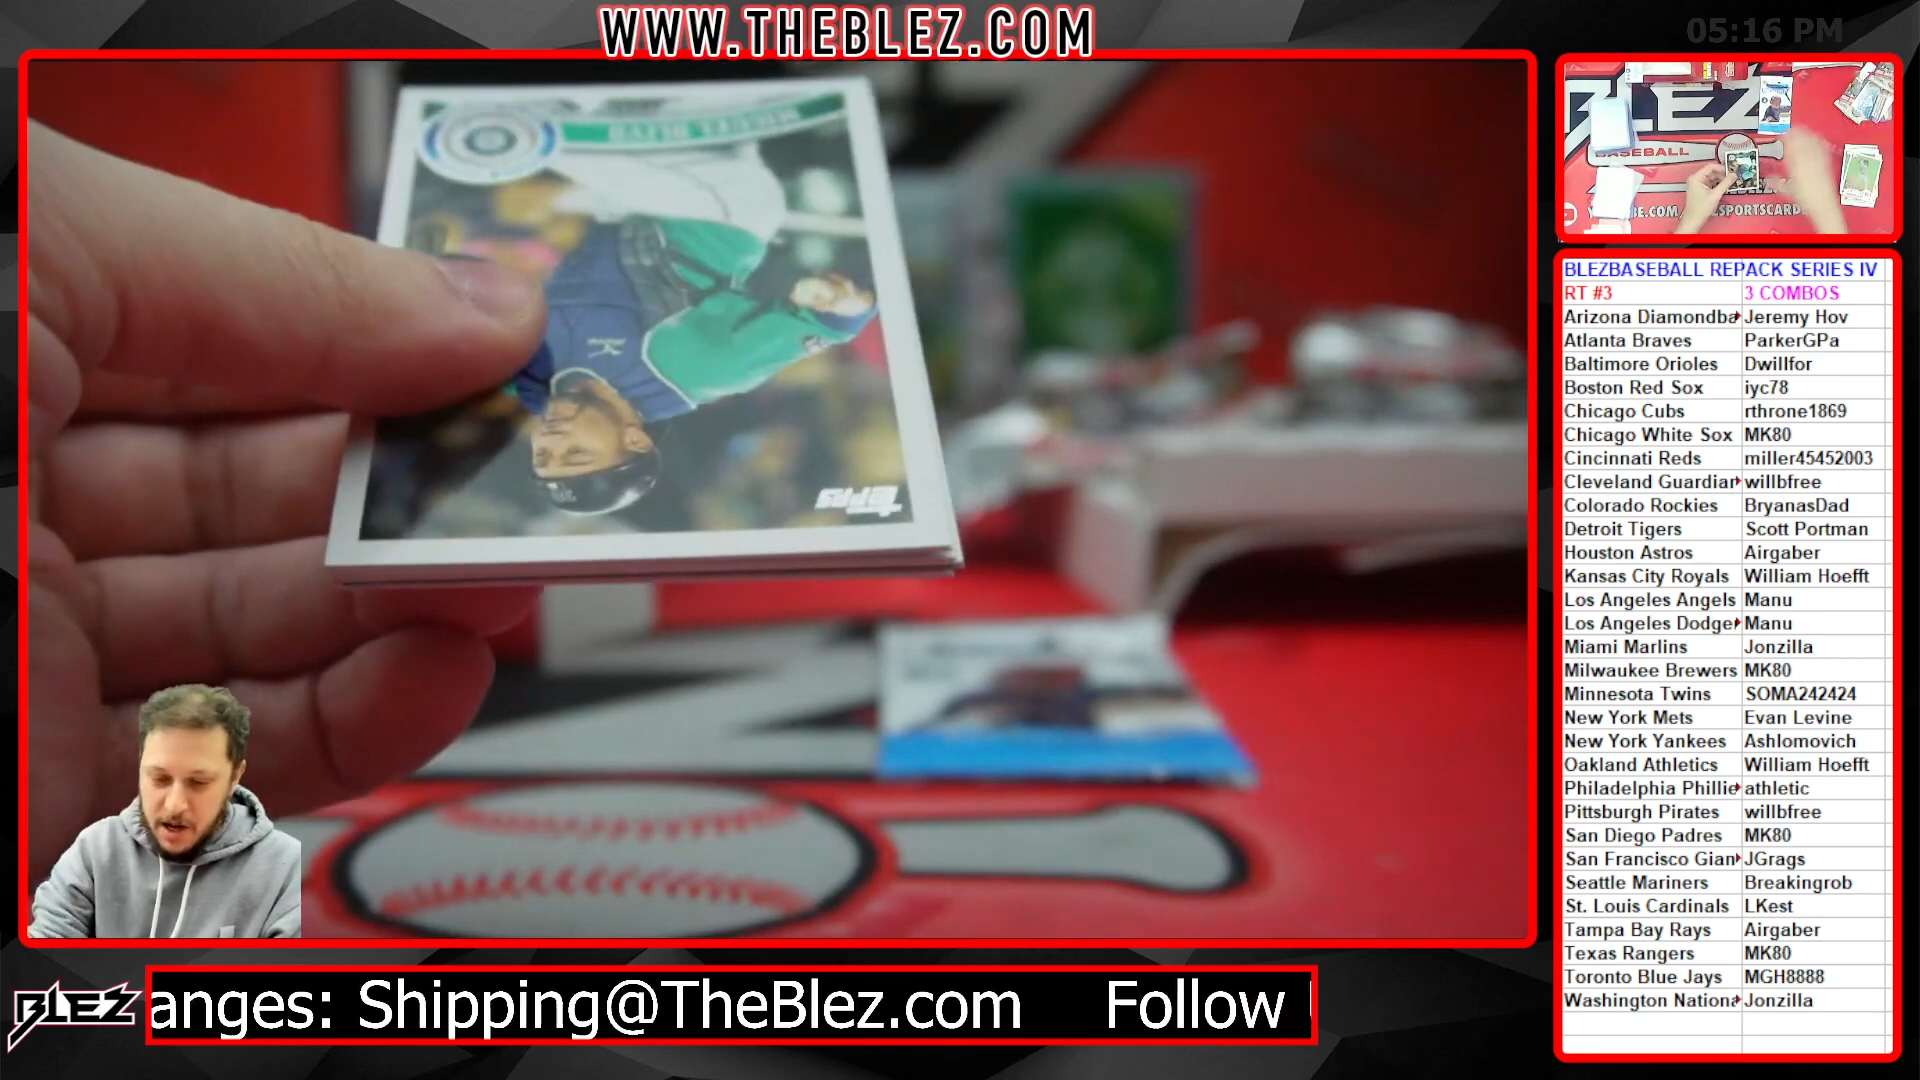 WWW.THEBLEZ.COM
05:16 PM
BLEZ
BASEBALL
topps
BLEZBASEBALL REPACK SERIES IV
RT #3 3 COMBOS
Arizona Diamondba Jeremy Hov
Atlanta Braves ParkerGPa
Baltimore Orioles Dwillfor
Boston Red Sox iyc78
Chicago Cubs rthrone1869
Chicago White Sox MK80
Cincinnati Reds miller45452003
Cleveland Guardian willbfree
Colorado Rockies BryanasDad
Detroit Tigers Scott Portman
Houston Astros Airgaber
Kansas City Royals William Hoefft
Los Angeles Angels Manu
Los Angeles Dodge Manu
Miami Marlins Jonzilla
Milwaukee Brewers MK80
Minnesota Twins SOMA242424
New York Mets Evan Levine
New York Yankees Ashlomovich
Oakland Athletics William Hoefft
Philadelphia Phillie athletic
Pittsburgh Pirates willbfree
San Diego Padres MK80
San Francisco Gian JGrags
Seattle Mariners Breakingrob
St. Louis Cardinals LKest
Tampa Bay Rays Airgaber
Texas Rangers MK80
Toronto Blue Jays MGH8888
Washington Nationa Jonzilla
BLEZ
anges: Shipping@TheBlez.com Follow